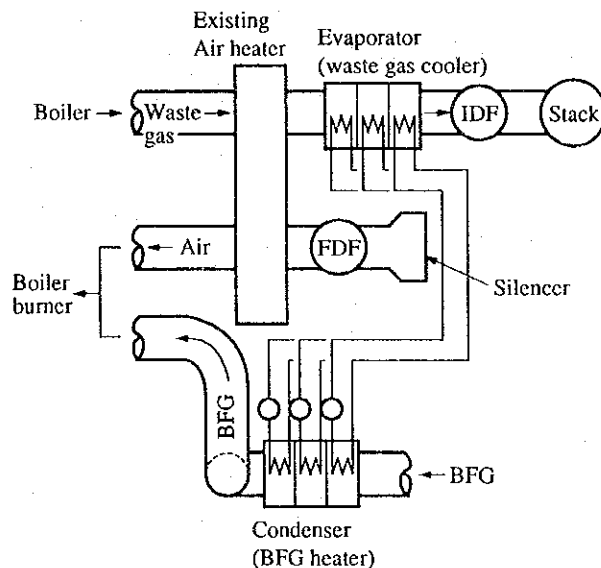 Existing
Air heater
Evaporator
(waste gas cooler)
Boiler
Waste
gas
IDF
Stack
Air
FDF
Silencer
Boiler
burner
BFG
BFG
Condenser
(BFG heater)